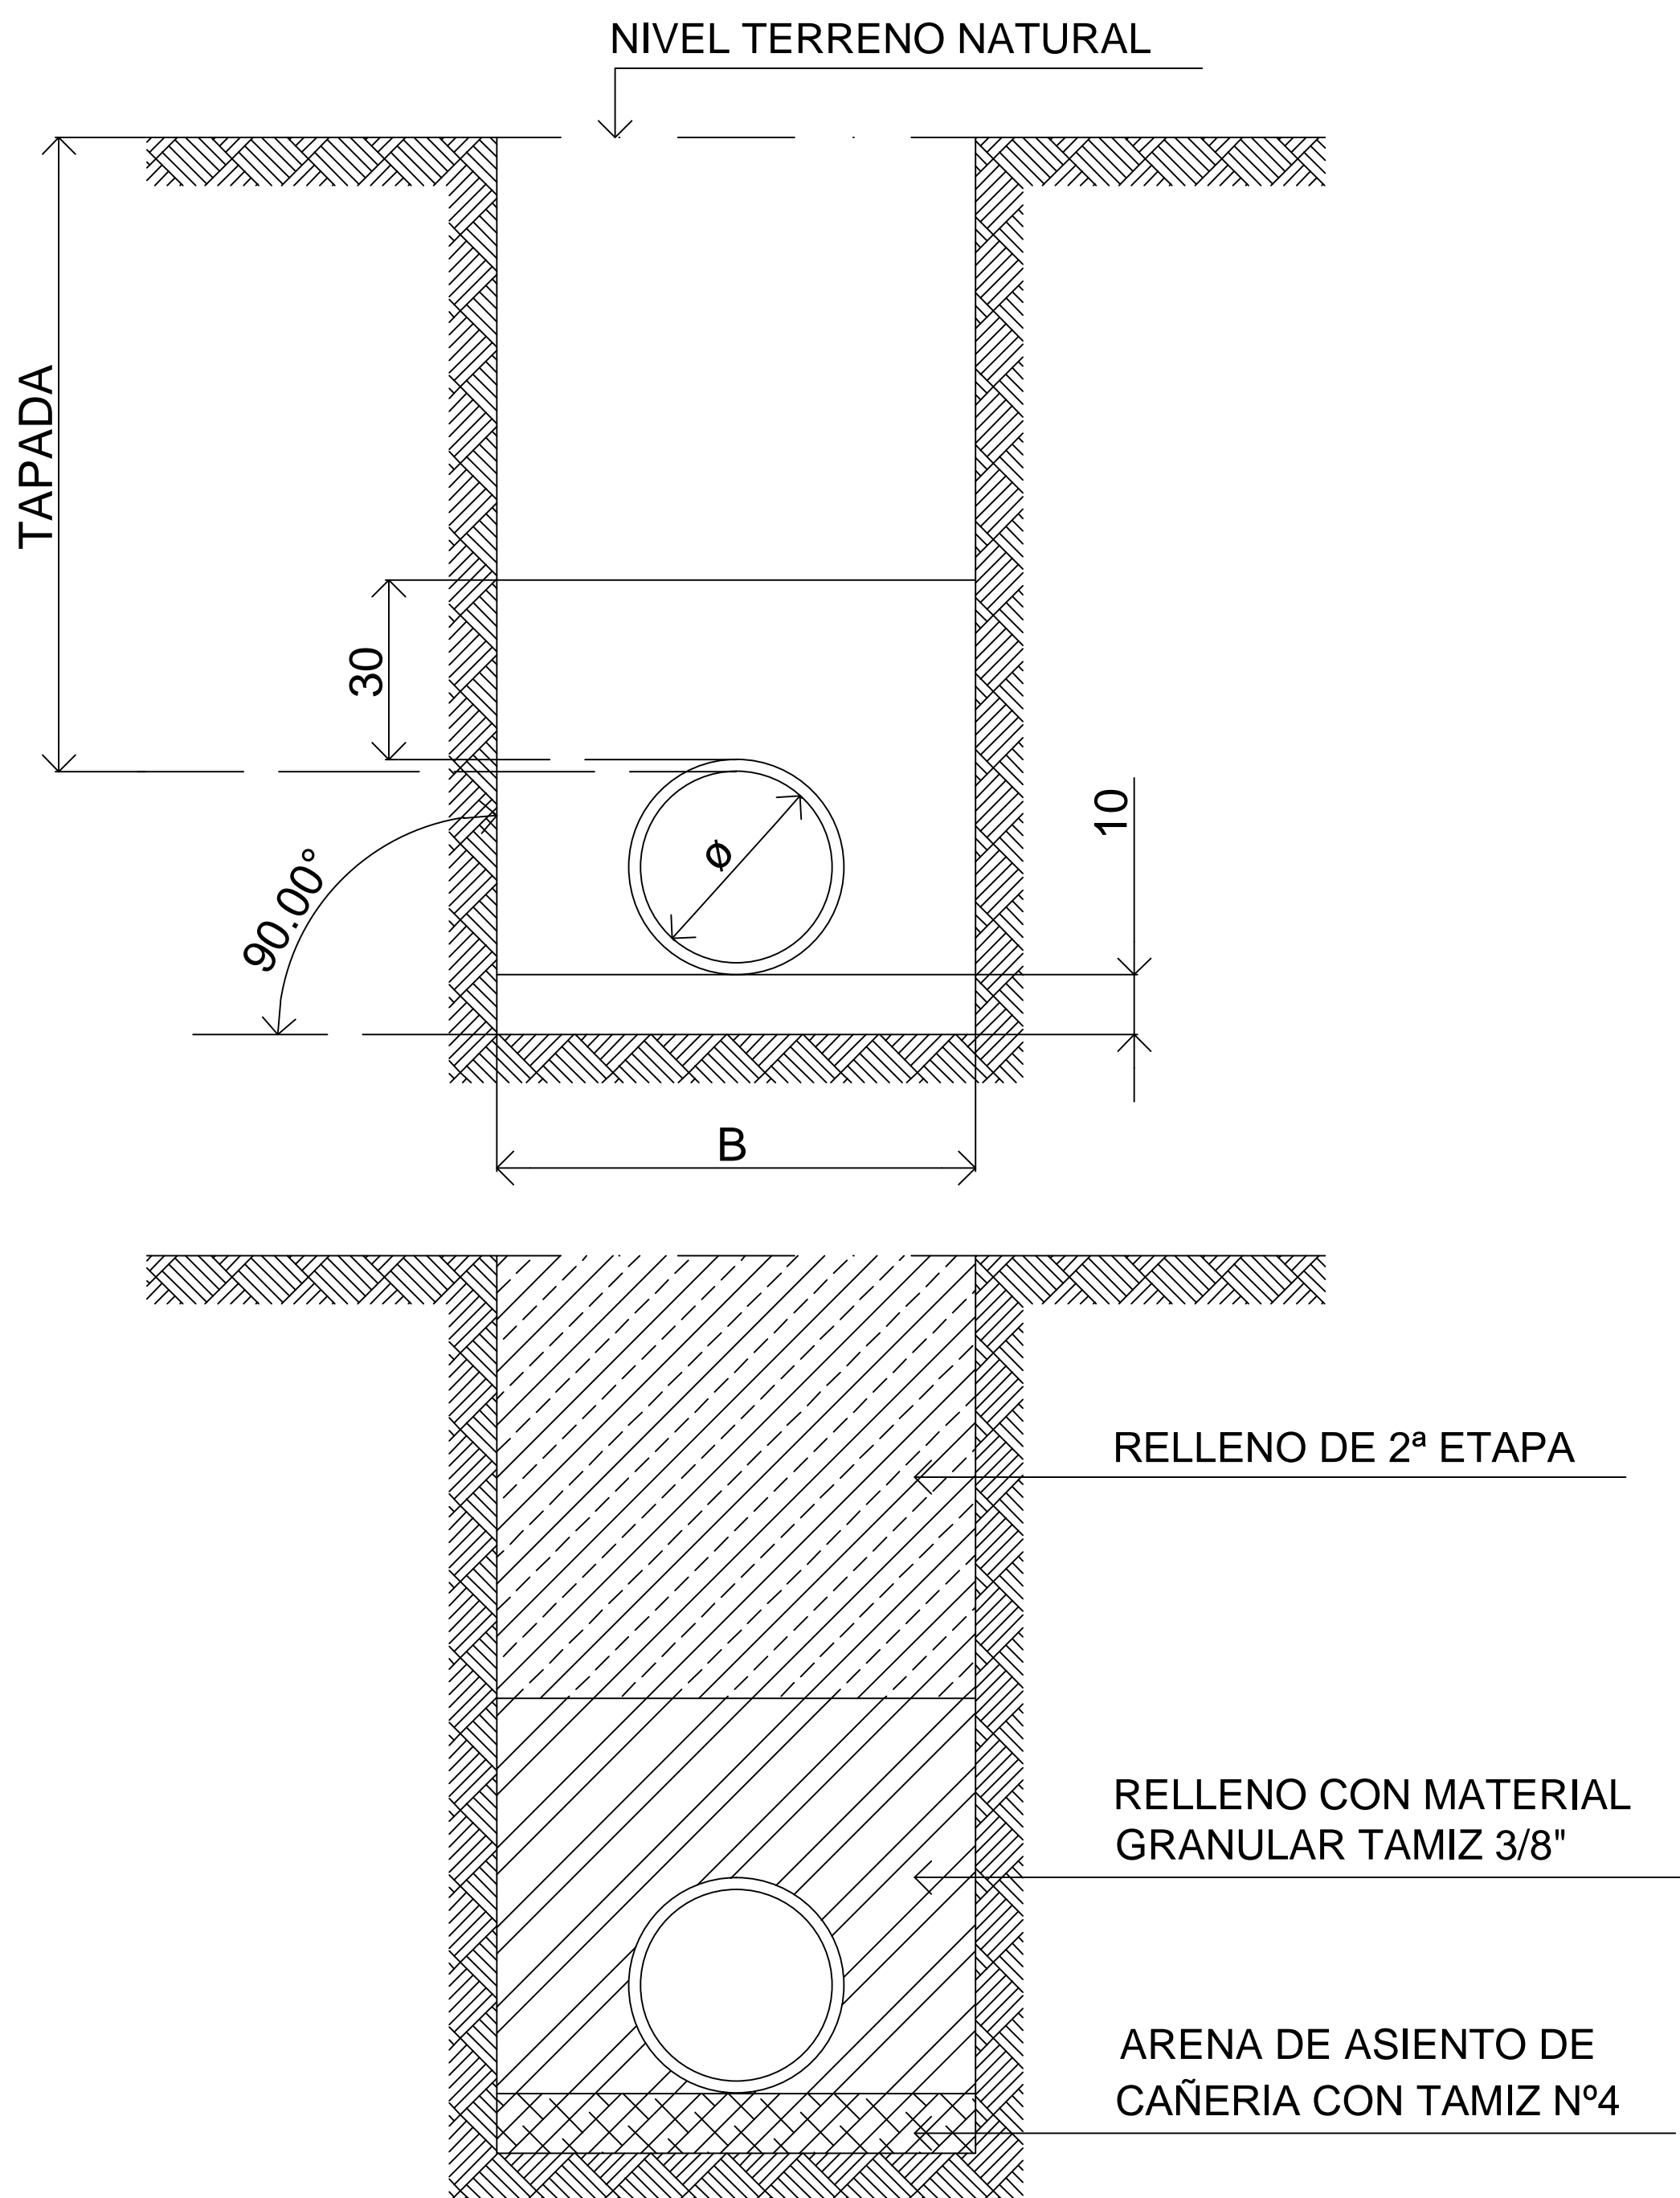 NIVEL TERRENO NATURAL
TAPADA
30
10
ø
90.00°
B
RELLENO DE 2ª ETAPA
RELLENO CON MATERIAL
GRANULAR TAMIZ 3/8"
ARENA DE ASIENTO DE
CAÑERIA CON TAMIZ Nº4